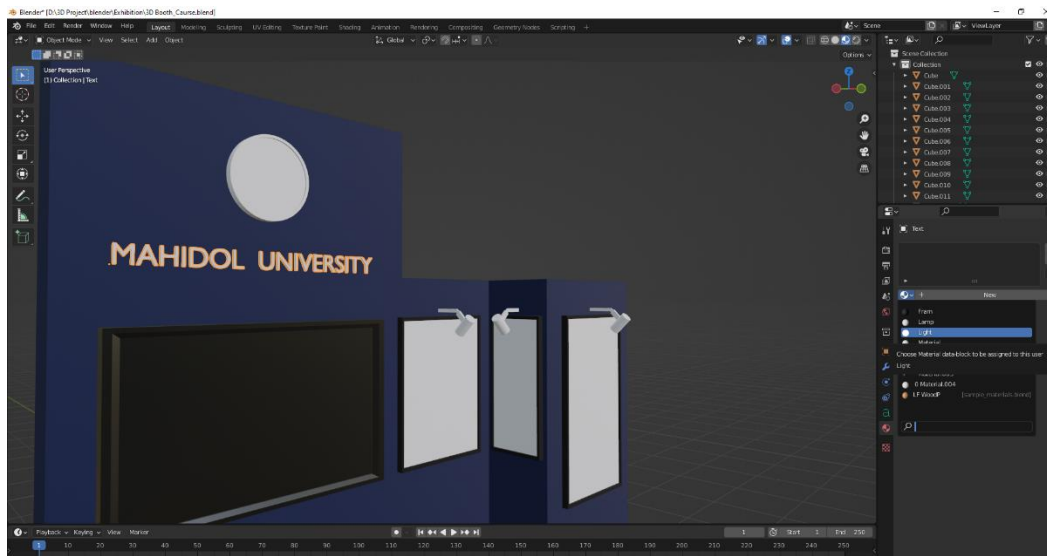 Blender* [D:\3D Project\blender\Exhibition\3D Booth_Caurse.blend]
File Edit Render Window Help Layout Modeling Sculpting UV Editing Texture Paint Shading Animation Rendering Compositing Geometry Nodes Scripting + Scene ViewLayer
Object Mode View Select Add Object Global
Options
User Perspective
(1) Collection | Text
Scene Collection
Collection
Cube
Cube.001
Cube.002
Cube.003
Cube.004
Cube.005
Cube.006
Cube.007
Cube.008
Cube.009
Cube.010
Cube.011
Text
+ New
Fram
Lamp
Light
Material
Choose Material data-block to be assigned to this user
Light
0 Material.004
LF WoodP [sample_materials.blend]
MAHIDOL UNIVERSITY
Playback Keying View Marker 1 Start 1 End 250
1 10 20 30 40 50 60 70 80 90 100 110 120 130 140 150 160 170 180 190 200 210 220 230 240 250